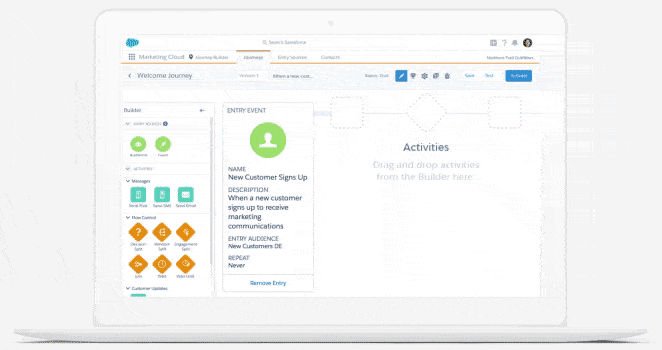 Search Salesforce
Marketing Cloud Journey Builder Journeys Entry Sources Contacts Northern Trail Outfitters
Welcome Journey Version 1 When a new cust... Save Test Activate
Builder
ENTRY SOURCES
Audience
ACTIVITIES
Messages
Send Push Send SMS Send Email
Flow Control
Decision Split Random Split Engagement Split
Join Wait Wait Until
Customer Updates
ENTRY EVENT
NAME
New Customer Signs Up
DESCRIPTION
When a new customer
signs up to receive
marketing
communications
ENTRY AUDIENCE
New Customers DE
REPEAT
Never
Remove Entry
Activities
Drag and drop activities
from the Builder here.